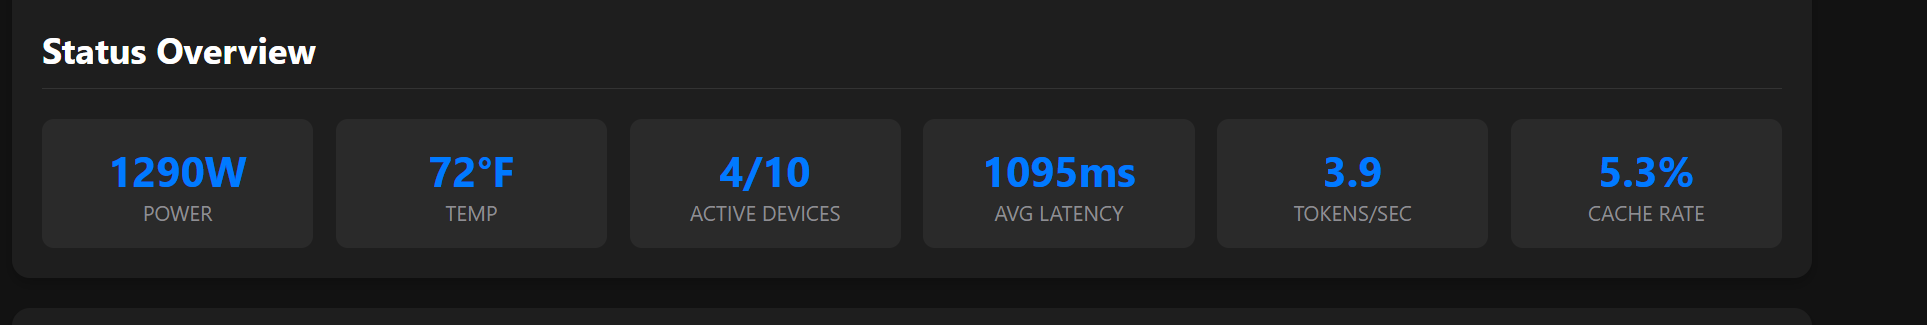 Status Overview
1290W
POWER
72°F
TEMP
4/10
ACTIVE DEVICES
1095ms
AVG LATENCY
3.9
TOKENS/SEC
5.3%
CACHE RATE